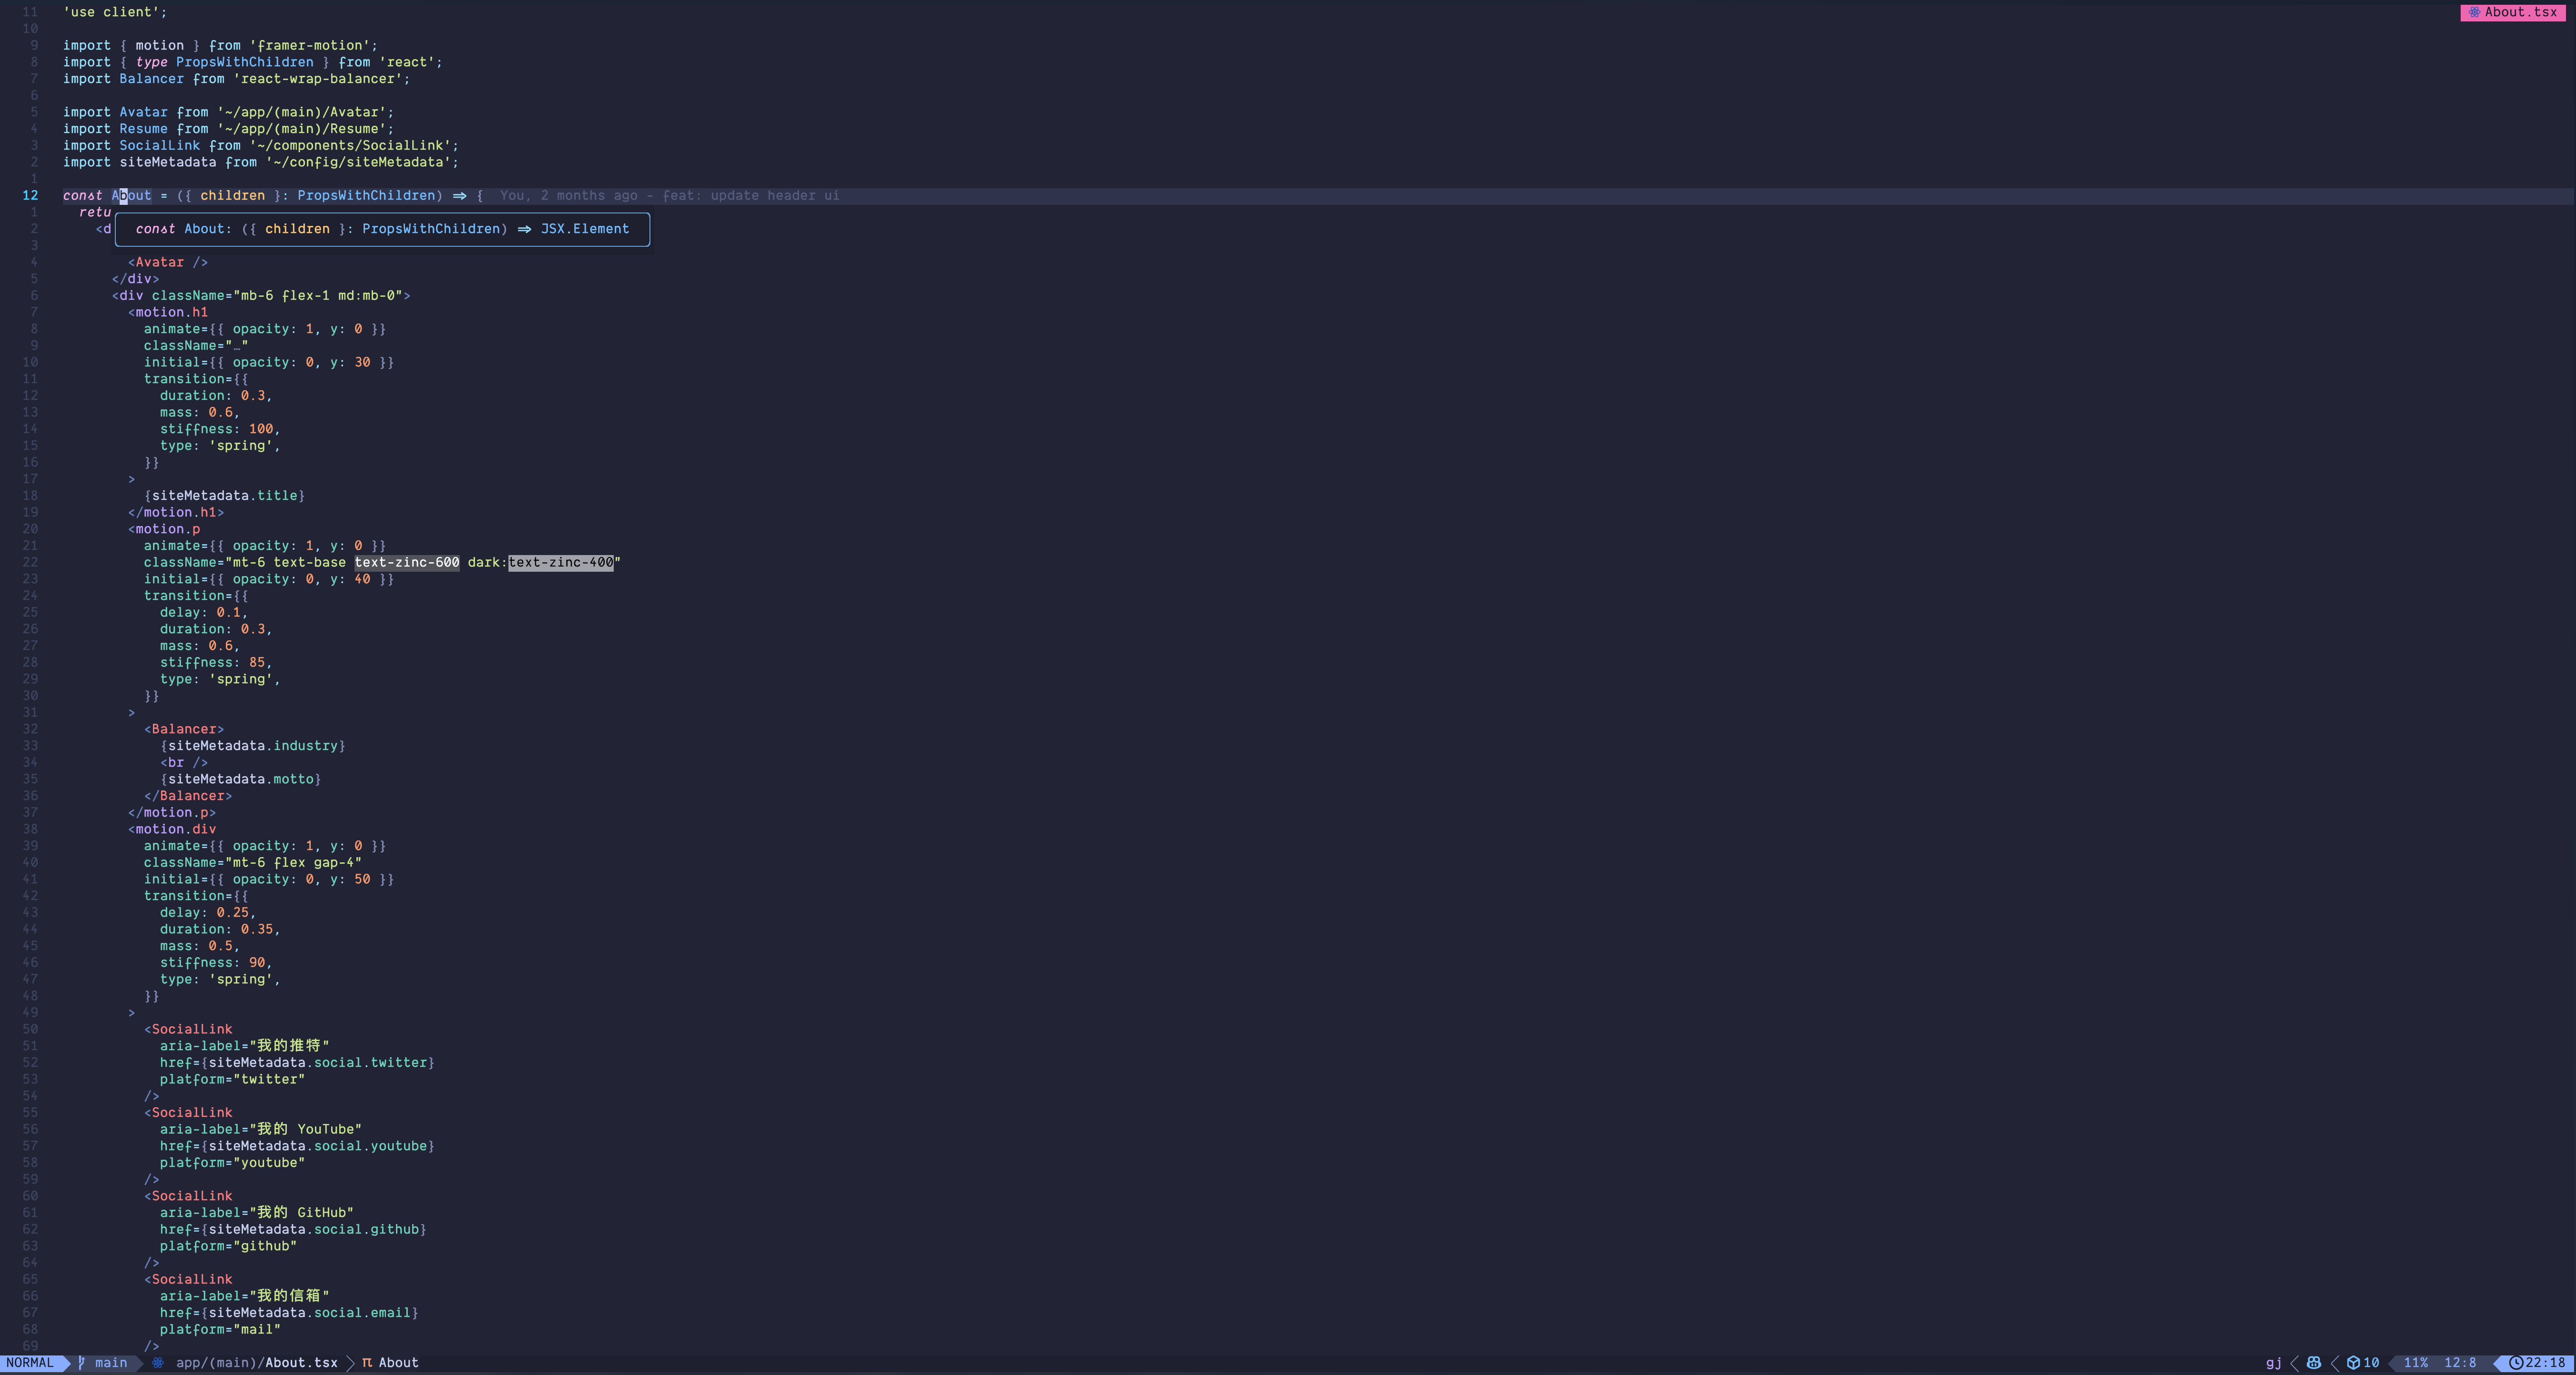 11 'use client';
About.tsx
10
9 import { motion } from 'framer-motion';
8 import { type PropsWithChildren } from 'react';
7 import Balancer from 'react-wrap-balancer';
6
5 import Avatar from '~/app/(main)/Avatar';
4 import Resume from '~/app/(main)/Resume';
3 import SocialLink from '~/components/SocialLink';
2 import siteMetadata from '~/config/siteMetadata';
1
12 const About = ({ children }: PropsWithChildren) => { You, 2 months ago - feat: update header ui
1 retu
2 <d const About: ({ children }: PropsWithChildren) => JSX.Element
3
4 <Avatar />
5 </div>
6 <div className="mb-6 flex-1 md:mb-0">
7 <motion.h1
8 animate={{ opacity: 1, y: 0 }}
9 className="…"
10 initial={{ opacity: 0, y: 30 }}
11 transition={{
12 duration: 0.3,
13 mass: 0.6,
14 stiffness: 100,
15 type: 'spring',
16 }}
17 >
18 {siteMetadata.title}
19 </motion.h1>
20 <motion.p
21 animate={{ opacity: 1, y: 0 }}
22 className="mt-6 text-base text-zinc-600 dark:text-zinc-400"
23 initial={{ opacity: 0, y: 40 }}
24 transition={{
25 delay: 0.1,
26 duration: 0.3,
27 mass: 0.6,
28 stiffness: 85,
29 type: 'spring',
30 }}
31 >
32 <Balancer>
33 {siteMetadata.industry}
34 <br />
35 {siteMetadata.motto}
36 </Balancer>
37 </motion.p>
38 <motion.div
39 animate={{ opacity: 1, y: 0 }}
40 className="mt-6 flex gap-4"
41 initial={{ opacity: 0, y: 50 }}
42 transition={{
43 delay: 0.25,
44 duration: 0.35,
45 mass: 0.5,
46 stiffness: 90,
47 type: 'spring',
48 }}
49 >
50 <SocialLink
51 aria-label="我的推特"
52 href={siteMetadata.social.twitter}
53 platform="twitter"
54 />
55 <SocialLink
56 aria-label="我的 YouTube"
57 href={siteMetadata.social.youtube}
58 platform="youtube"
59 />
60 <SocialLink
61 aria-label="我的 GitHub"
62 href={siteMetadata.social.github}
63 platform="github"
64 />
65 <SocialLink
66 aria-label="我的信箱"
67 href={siteMetadata.social.email}
68 platform="mail"
69 />
NORMAL main app/(main)/About.tsx π About gj 10 11% 12:8 22:18